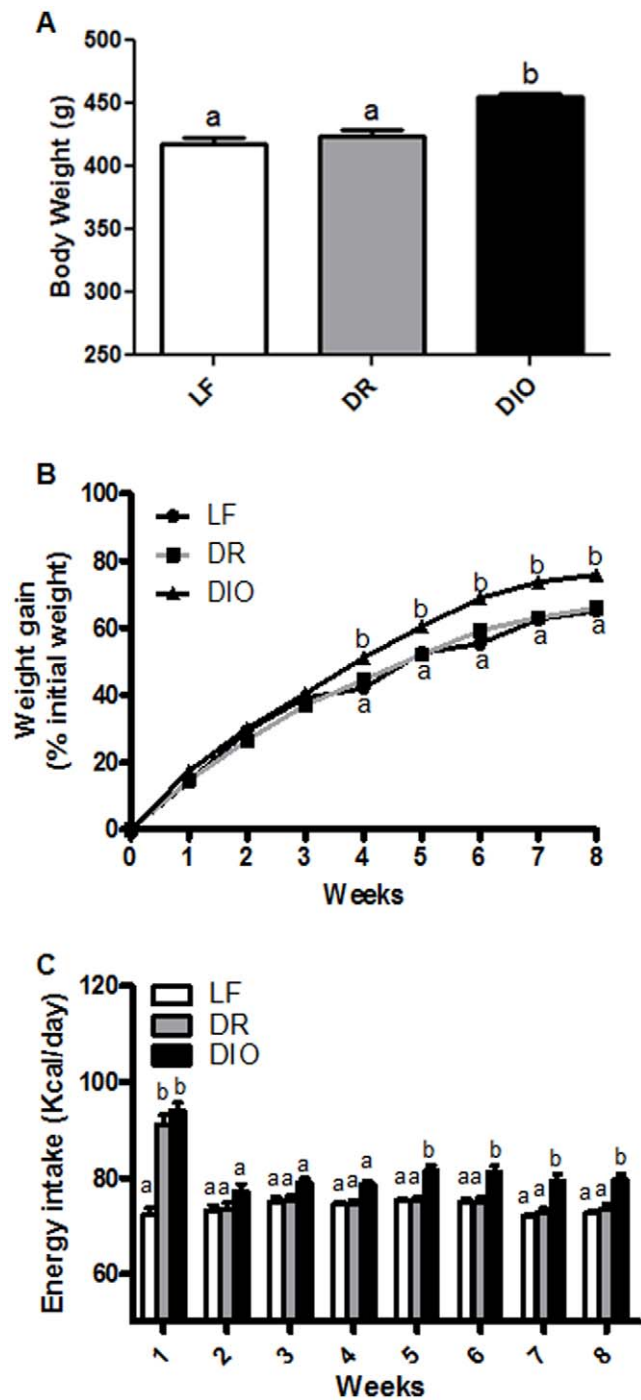 A
500
450
400
350
300
250
Body Weight (g)
a
a
b
LF
DR
DIO
B
100
80
60
40
20
0
Weight gain
(% initial weight)
LF
DR
DIO
b
b
b
b
b
a
a
a
a
a
0 1 2 3 4 5 6 7 8
Weeks
C
120
100
80
60
Energy intake (Kcal/day)
LF
DR
DIO
a b b
a a a
a a a
a a a
a a b
a a b
a a b
a a b
1 2 3 4 5 6 7 8
Weeks